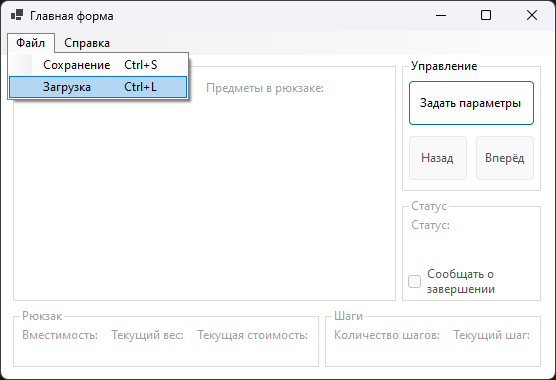 Главная форма
Файл Справка
Сохранение Ctrl+S
Загрузка Ctrl+L
Предметы в рюкзаке:
Управление
Задать параметры
Назад Вперёд
Статус
Статус:
Сообщать о
завершении
Рюкзак
Вместимость: Текущий вес: Текущая стоимость:
Шаги
Количество шагов: Текущий шаг: